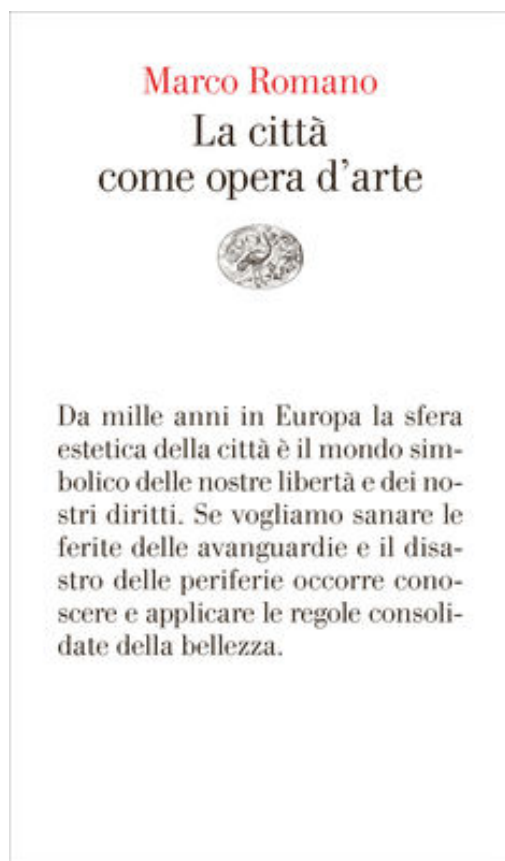 Marco Romano
La città
come opera d'arte
Da mille anni in Europa la sfera
estetica della città è il mondo sim-
bolico delle nostre libertà e dei no-
stri diritti. Se vogliamo sanare le
ferite delle avanguardie e il disa-
stro delle periferie occorre cono-
scere e applicare le regole consoli-
date della bellezza.